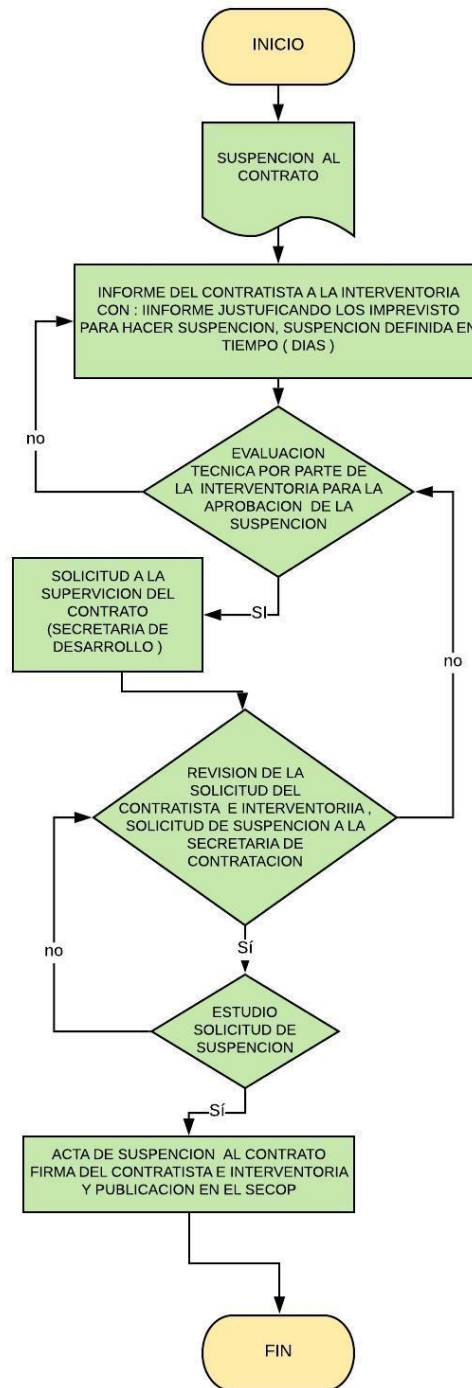 INICIO
SUSPENCION AL
CONTRATO
INFORME DEL CONTRATISTA A LA INTERVENTORIA
CON : IINFORME JUSTUFICANDO LOS IMPREVISTO
PARA HACER SUSPENCION, SUSPENCION DEFINIDA EN
TIEMPO ( DIAS )
no
EVALUACION
TECNICA POR PARTE DE
LA INTERVENTORIA PARA LA
APROBACION DE LA
SUSPENCION
SI
SOLICITUD A LA
SUPERVICION DEL
CONTRATO
(SECRETARIA DE
DESARROLLO )
no
REVISION DE LA
SOLICITUD DEL
CONTRATISTA E INTERVENTORIIA ,
SOLICITUD DE SUSPENCION A LA
SECRETARIA DE
CONTRATACION
no
Sí
ESTUDIO
SOLICITUD DE
SUSPENCION
Sí
ACTA DE SUSPENCION AL CONTRATO
FIRMA DEL CONTRATISTA E INTERVENTORIA
Y PUBLICACION EN EL SECOP
FIN